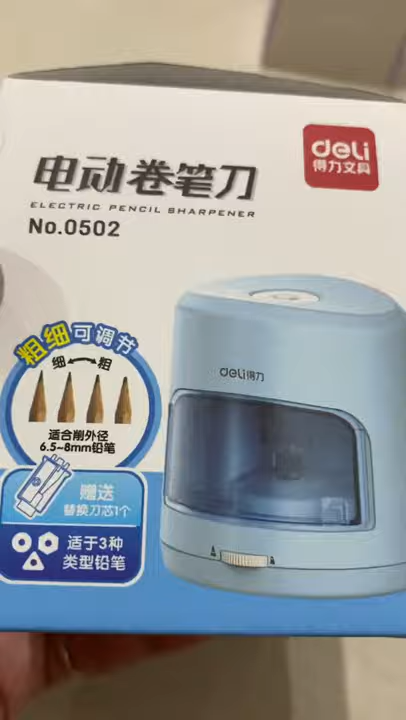 deli
得力文具
电动卷笔刀
ELECTRIC PENCIL SHARPENER
No.0502
粗细可调节
细 粗
适合削外径
6.5~8mm铅笔
赠送
替换刀芯1个
适于3种
类型铅笔
deli得力